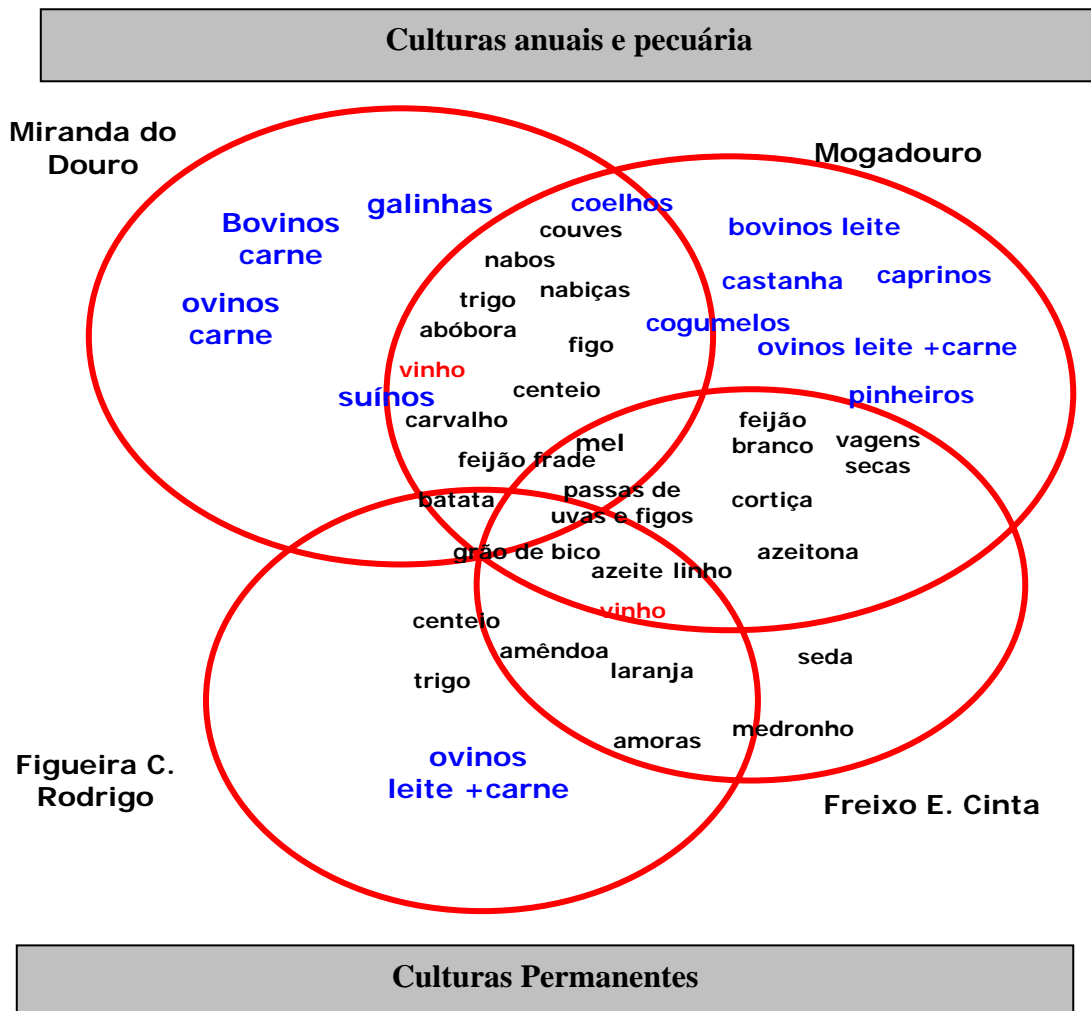 Culturas anuais e pecuária
Miranda do
Douro
Mogadouro
galinhas
coelhos
Bovinos
carne
couves
bovinos leite
nabos
castanha
caprinos
nabiças
ovinos
carne
trigo
cogumelos
abóbora
figo
ovinos leite +carne
vinho
centeio
suínos
pinheiros
carvalho
feijão
branco
mel
vagens
secas
feijão frade
batata
passas de
uvas e figos
cortiça
grão de bico
azeitona
azeite linho
vinho
centeio
amêndoa
laranja
seda
trigo
medronho
amoras
ovinos
leite +carne
Figueira C.
Rodrigo
Freixo E. Cinta
Culturas Permanentes